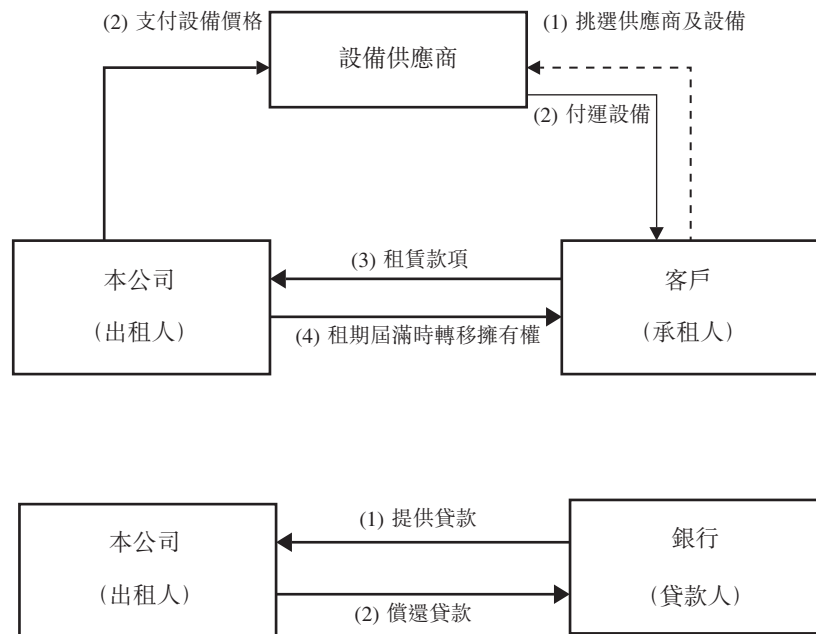 (2) 支付設備價格
(1) 挑選供應商及設備
設備供應商
(2) 付運設備
本公司
(出租人)
(3) 租賃款項
(4) 租期屆滿時轉移擁有權
客戶
(承租人)
本公司
(出租人)
(1) 提供貸款
(2) 償還貸款
銀行
(貸款人)